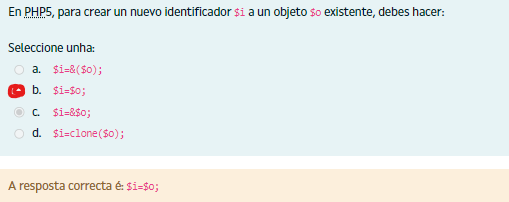 En PHP5, para crear un nuevo identificador $i a un objeto $o existente, debes hacer:
Seleccione unha:
a. $i=&($o);
b. $i=$o;
c. $i=&$o;
d. $i=clone($o);
A resposta correcta é: $i=$o;